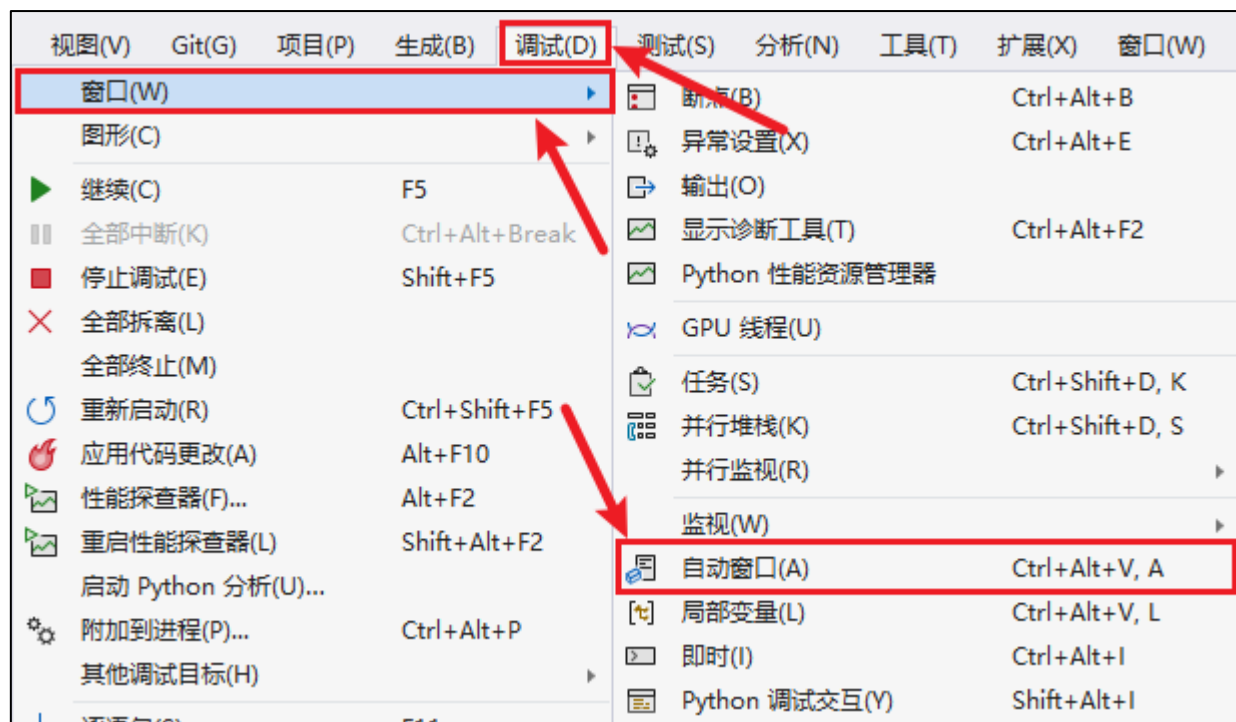 视图(V) Git(G) 项目(P) 生成(B) 调试(D) 测试(S) 分析(N) 工具(T) 扩展(X) 窗口(W)
窗口(W)
图形(C)
继续(C) F5
全部中断(K) Ctrl+Alt+Break
停止调试(E) Shift+F5
全部拆离(L)
全部终止(M)
重新启动(R) Ctrl+Shift+F5
应用代码更改(A) Alt+F10
性能探查器(F)... Alt+F2
重启性能探查器(L) Shift+Alt+F2
启动 Python 分析(U)...
附加到进程(P)... Ctrl+Alt+P
其他调试目标(H)
断点(B) Ctrl+Alt+B
异常设置(X) Ctrl+Alt+E
输出(O)
显示诊断工具(T) Ctrl+Alt+F2
Python 性能资源管理器
GPU 线程(U)
任务(S) Ctrl+Shift+D, K
并行堆栈(K) Ctrl+Shift+D, S
并行监视(R)
监视(W)
自动窗口(A) Ctrl+Alt+V, A
局部变量(L) Ctrl+Alt+V, L
即时(I) Ctrl+Alt+I
Python 调试交互(Y) Shift+Alt+I